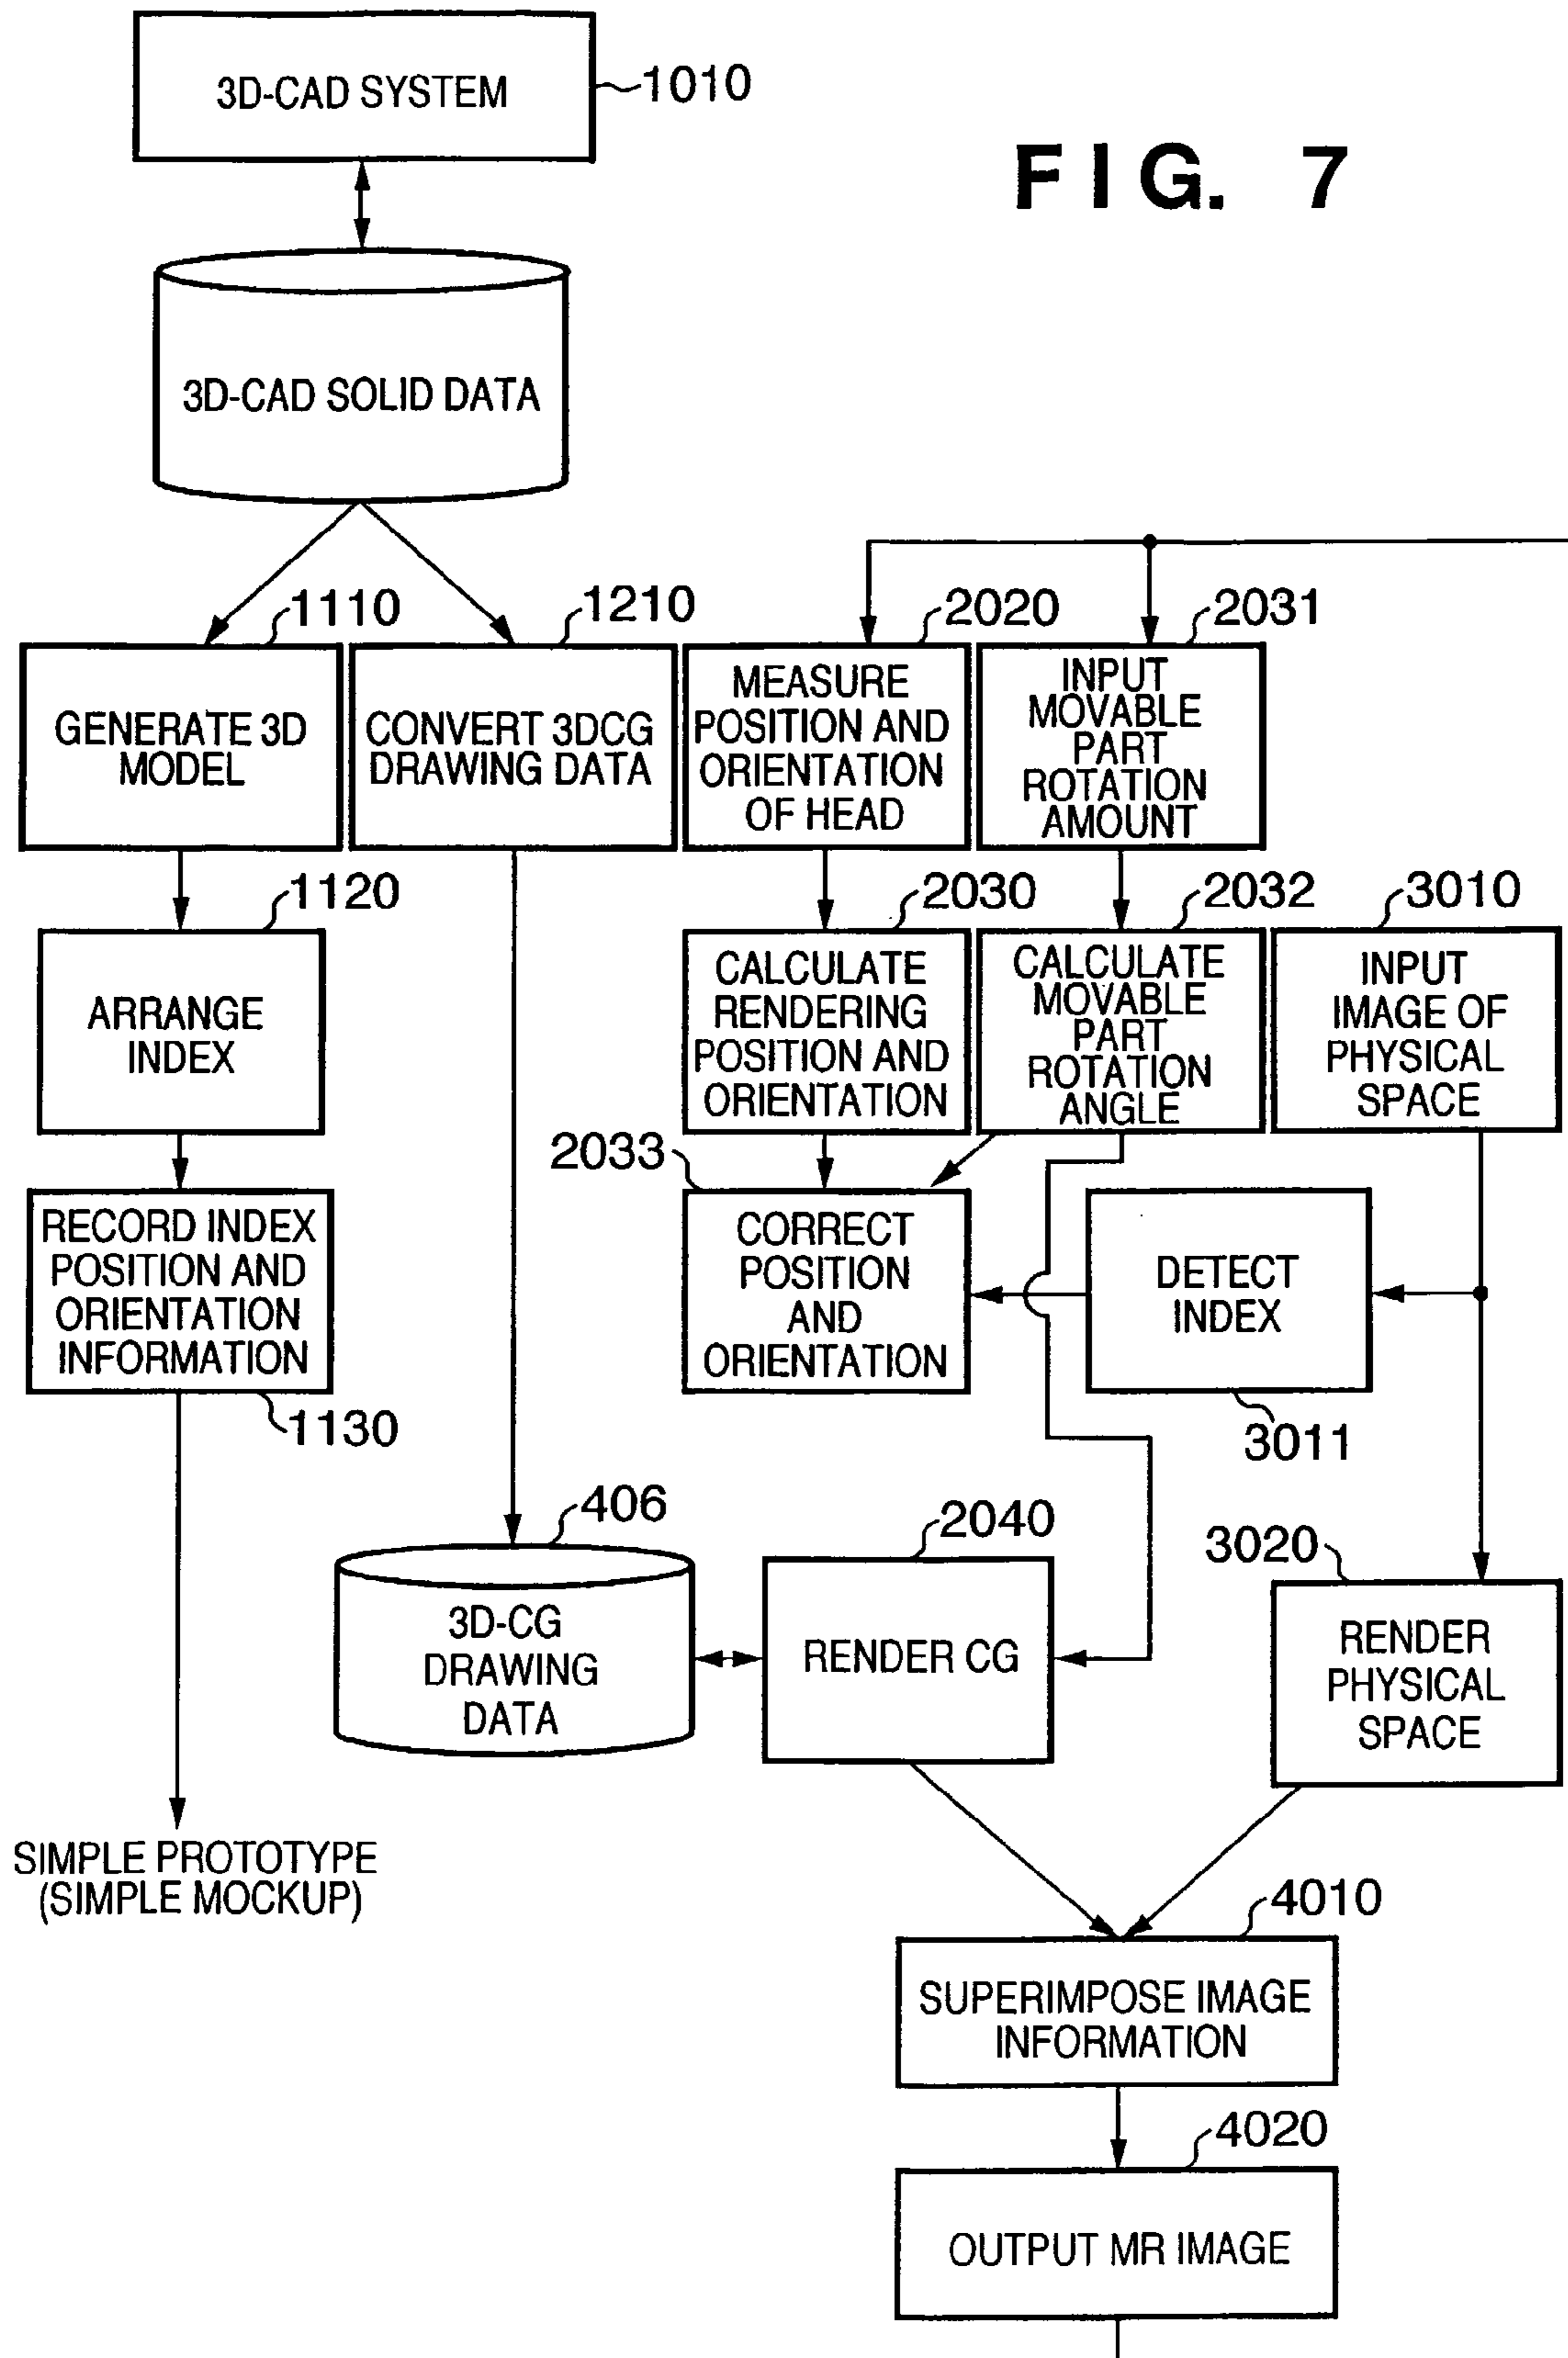 3D-CAD SYSTEM
1010
FIG. 7
3D-CAD SOLID DATA
1110
1210
2020
2031
GENERATE 3D
MODEL
CONVERT 3DCG
DRAWING DATA
MEASURE
POSITION AND
ORIENTATION
OF HEAD
INPUT
MOVABLE
PART
ROTATION
AMOUNT
1120
2030
2032
3010
ARRANGE
INDEX
CALCULATE
RENDERING
POSITION AND
ORIENTATION
CALCULATE
MOVABLE
PART
ROTATION
ANGLE
INPUT
IMAGE OF
PHYSICAL
SPACE
2033
RECORD INDEX
POSITION AND
ORIENTATION
INFORMATION
1130
CORRECT
POSITION
AND
ORIENTATION
DETECT
INDEX
3011
406
2040
3020
3D-CG
DRAWING
DATA
RENDER CG
RENDER
PHYSICAL
SPACE
SIMPLE PROTOTYPE
(SIMPLE MOCKUP)
4010
SUPERIMPOSE IMAGE
INFORMATION
4020
OUTPUT MR IMAGE